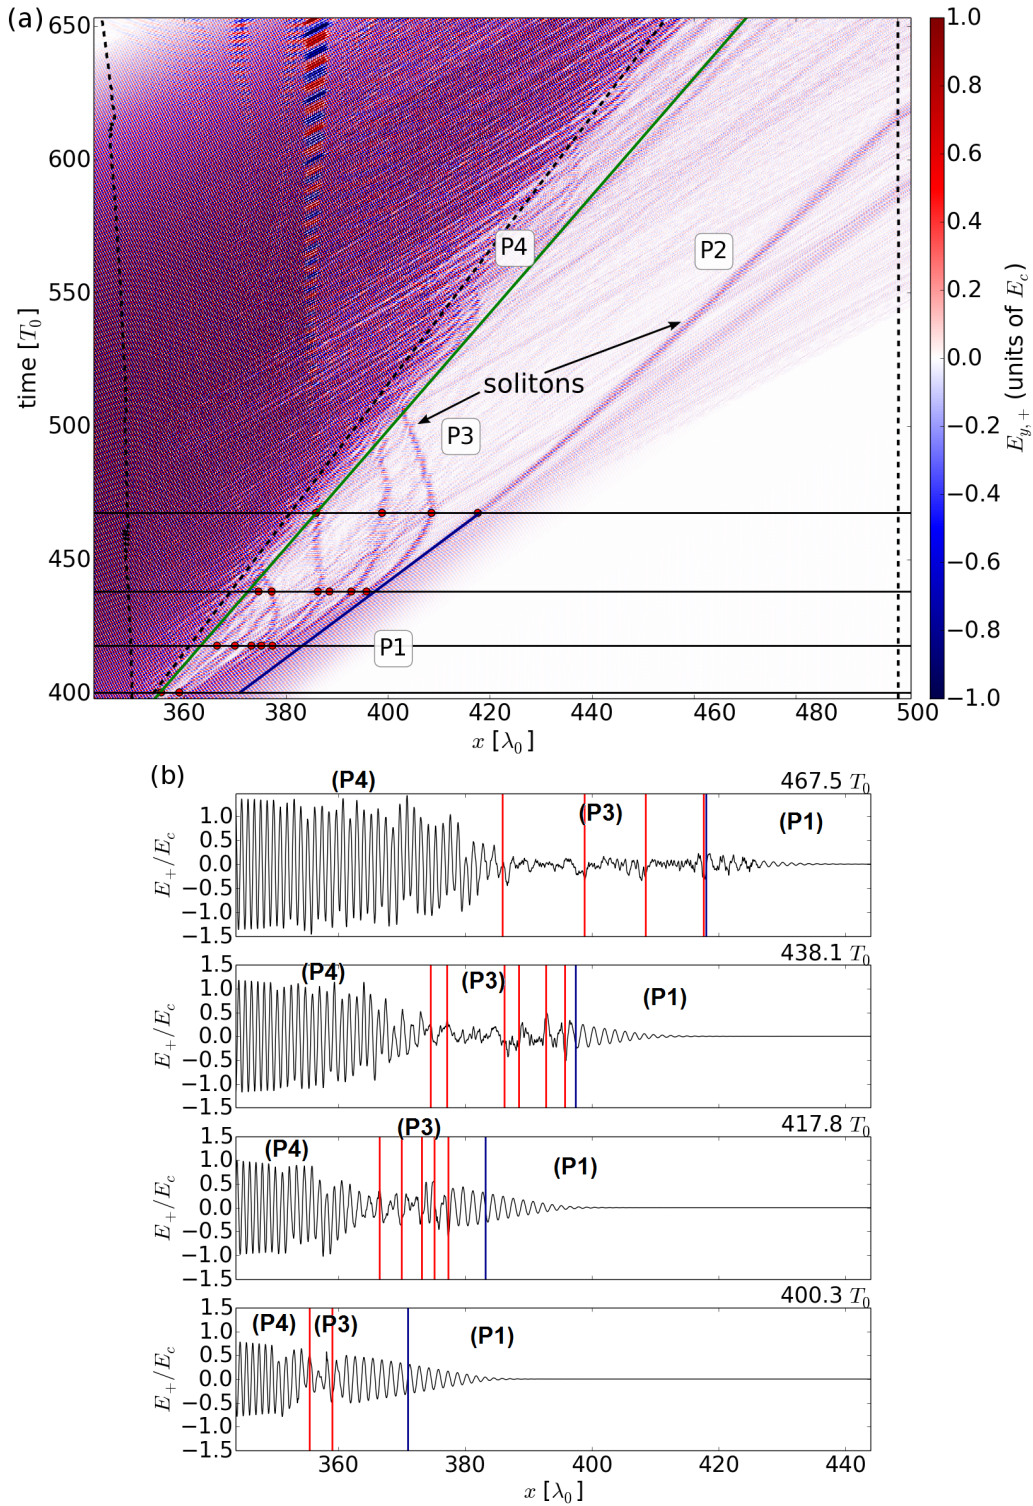 (a)
650
600
550
500
450
400
time [T₀]
P4
P2
solitons
P3
P1
360
380
400
420
440
460
480
500
x [λ₀]
1.0
0.8
0.6
0.4
0.2
0.0
−0.2
−0.4
−0.6
−0.8
−1.0
E_{y,+} (units of E_c)
(b)
(P4)
467.5 T₀
(P3)
(P1)
1.0
0.5
0.0
−0.5
−1.0
−1.5
E₊/E_c
438.1 T₀
(P4)
(P3)
(P1)
1.5
1.0
0.5
0.0
−0.5
−1.0
−1.5
E₊/E_c
417.8 T₀
(P3)
(P4)
(P1)
1.5
1.0
0.5
0.0
−0.5
−1.0
−1.5
E₊/E_c
400.3 T₀
(P4)
(P3)
(P1)
1.5
1.0
0.5
0.0
−0.5
−1.0
−1.5
E₊/E_c
360
380
400
420
440
x [λ₀]